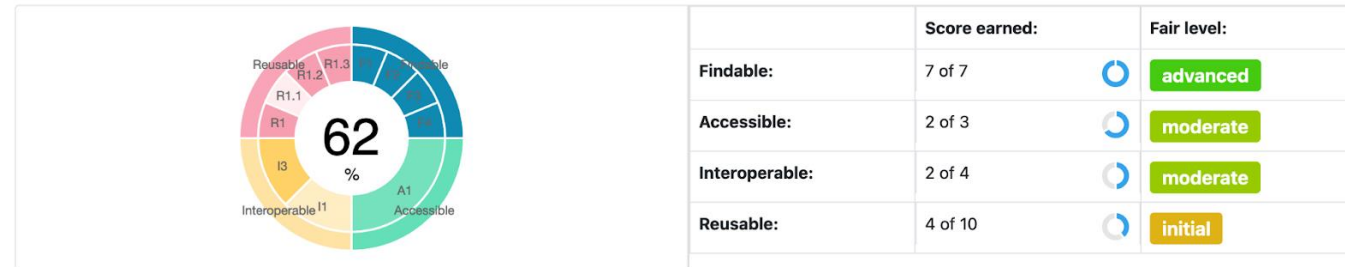 Reusable
R1.3
R1.2
R1.1
R1
62
%
I3
A1
Interoperable
I1
Accessible
Score earned:
Fair level:
Findable:
7 of 7
advanced
Accessible:
2 of 3
moderate
Interoperable:
2 of 4
moderate
Reusable:
4 of 10
initial